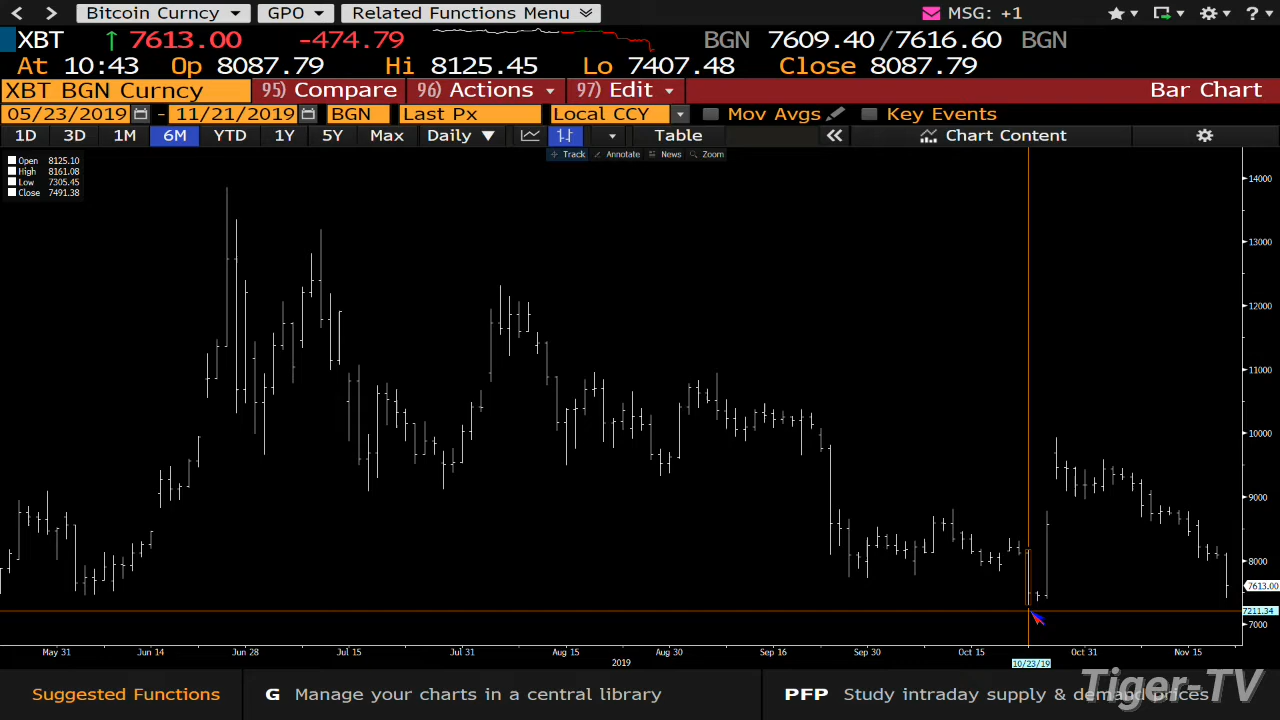 Bitcoin Curncy GPO Related Functions Menu MSG: +1 ?
XBT 7613.00 -474.79 BGN 7609.40/7616.60 BGN
At 10:43 Op 8087.79 Hi 8125.45 Lo 7407.48 Close 8087.79
XBT BGN Curncy 95) Compare 96) Actions 97) Edit Bar Chart
05/23/2019 - 11/21/2019 BGN Last Px Local CCY Mov Avgs Key Events
1D 3D 1M 6M YTD 1Y 5Y Max Daily ▼ Table « Chart Content
Track Annotate News Zoom
Open 8125.10
High 8161.08
Low 7305.45
Close 7491.38
14000
13000
12000
11000
10000
9000
8000
7613.00
7211.34
7000
May 31 Jun 14 Jun 28 Jul 15 Jul 31 Aug 15 Aug 30 Sep 16 Sep 30 Oct 15 Oct 31 Nov 15
2019 10/23/19
Suggested Functions G Manage your charts in a central library PFP Study intraday supply & demand prices
Tiger-TV